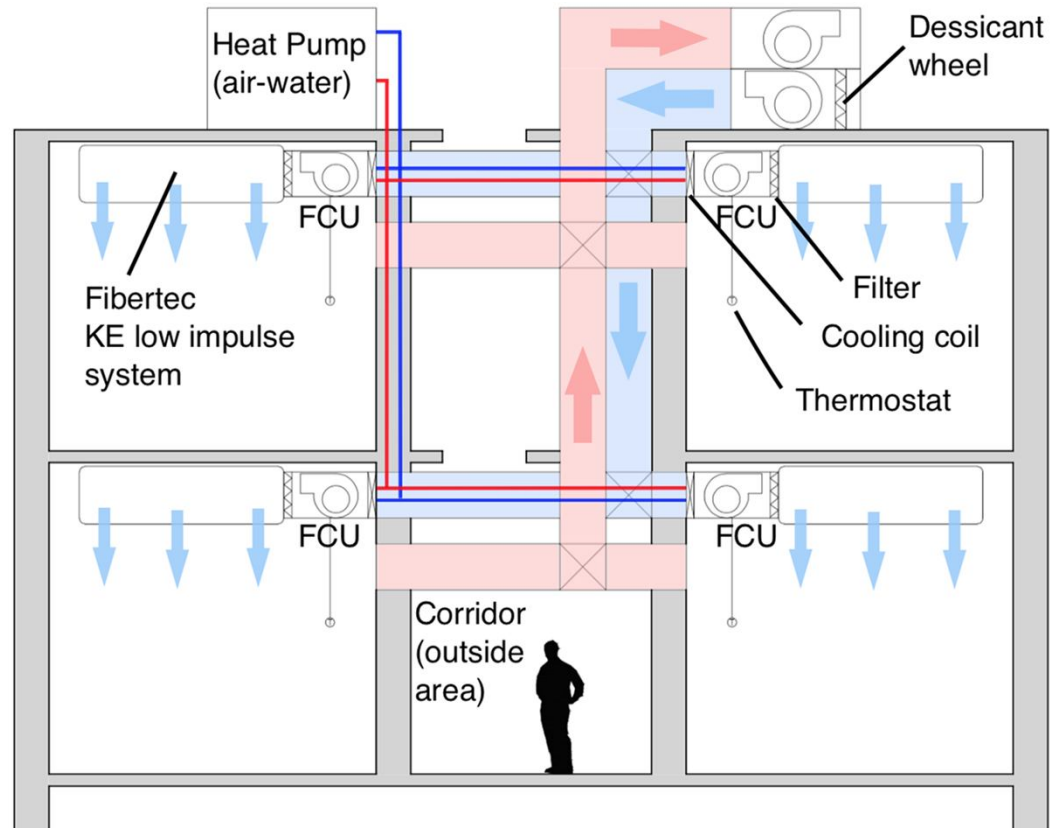 Heat Pump
(air-water)
Dessicant
wheel
FCU
FCU
Fibertec
KE low impulse
system
Filter
Cooling coil
Thermostat
FCU
FCU
Corridor
(outside
area)